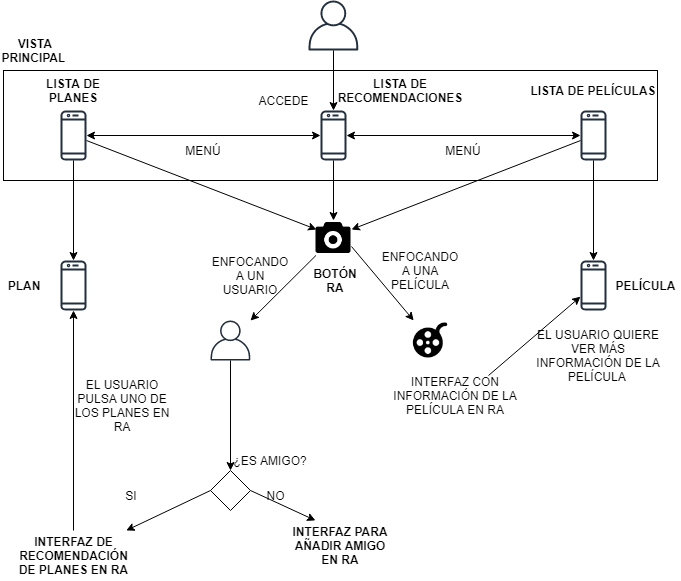 VISTA
PRINCIPAL
LISTA DE
PLANES
ACCEDE
LISTA DE
RECOMENDACIONES
LISTA DE PELÍCULAS
MENÚ
MENÚ
PLAN
ENFOCANDO
A UN
USUARIO
BOTÓN
RA
ENFOCANDO
A UNA
PELÍCULA
PELÍCULA
EL USUARIO QUIERE
VER MÁS
INFORMACIÓN DE LA
PELÍCULA
EL USUARIO
PULSA UNO DE
LOS PLANES EN
RA
INTERFAZ CON
INFORMACIÓN DE LA
PELÍCULA EN RA
¿ES AMIGO?
SI
NO
INTERFAZ DE
RECOMENDACIÓN
DE PLANES EN RA
INTERFAZ PARA
AÑADIR AMIGO
EN RA